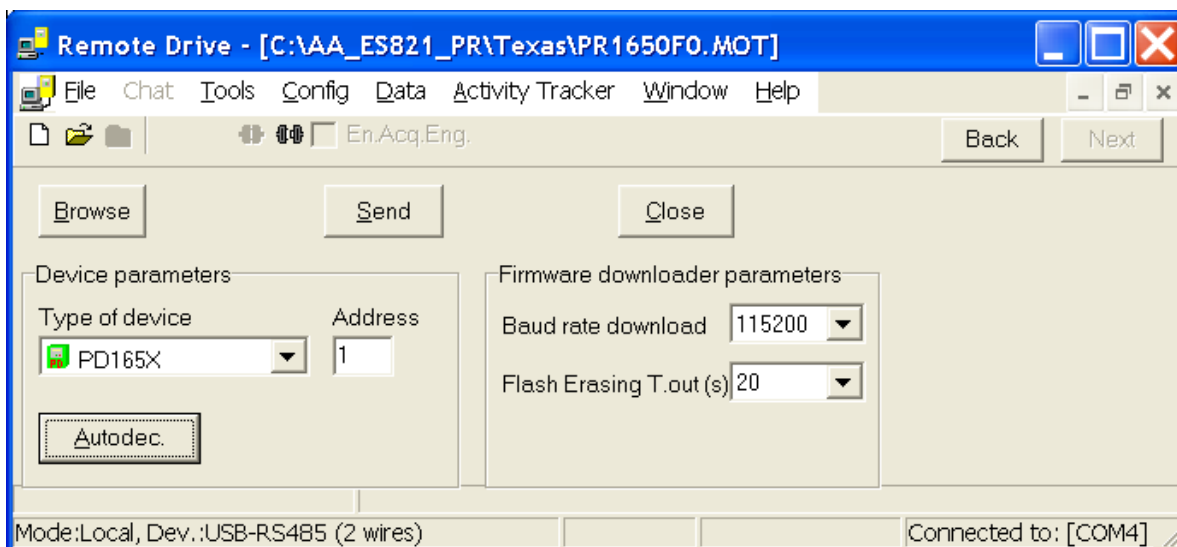 Remote Drive - [C:\AA_ES821_PR\Texas\PR1650F0.MOT]
File Chat Tools Config Data Activity Tracker Window Help
En.Acq.Eng. Back Next
Browse Send Close
Device parameters Firmware downloader parameters
Type of device Address
Baud rate download 115200
PD PD165X 1
Flash Erasing T.out (s) 20
Autodec.
Mode:Local, Dev.:USB-RS485 (2 wires) Connected to: [COM4]